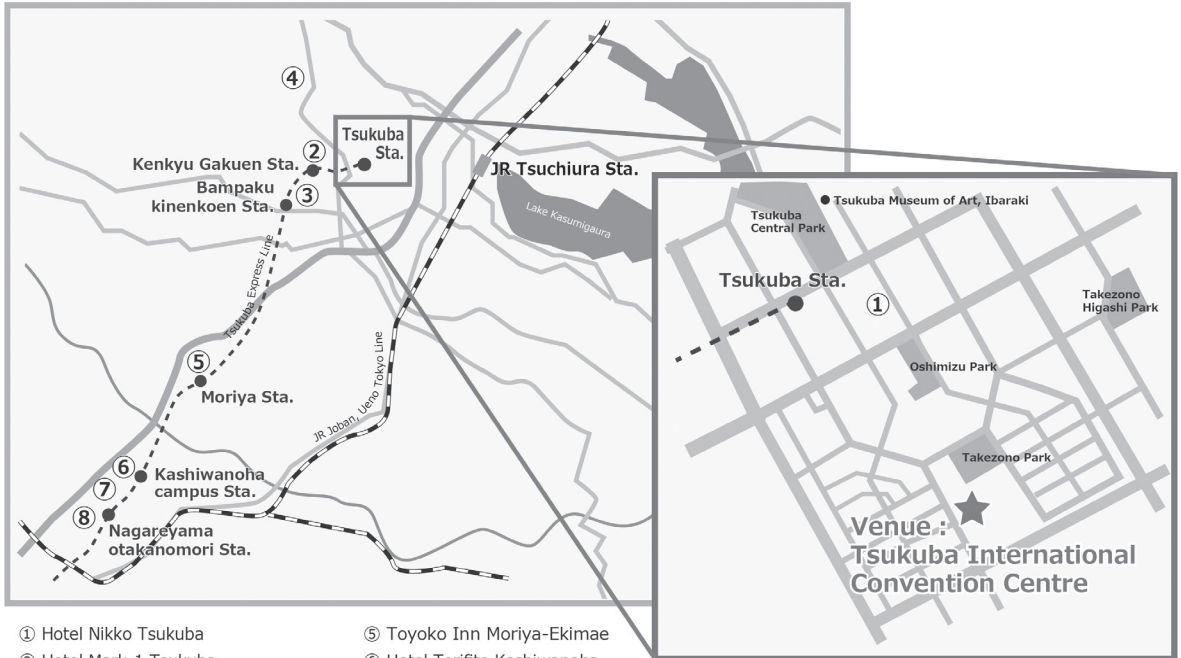 ④
Tsukuba
Sta.
Kenkyu Gakuen Sta.
②
Bampaku
kinenkoen Sta.
③
JR Tsuchiura Sta.
Lake Kasumigaura
Tsukuba Express Line
⑤
Moriya Sta.
JR Joban, Ueno Tokyo Line
⑥
Kashiwanoha
campus Sta.
⑦
⑧
Nagareyama
otakanomori Sta.
Tsukuba Museum of Art, Ibaraki
Tsukuba
Central Park
Tsukuba Sta.
①
Takezono
Higashi Park
Oshimizu Park
Takezono Park
Venue :
Tsukuba International
Convention Centre
① Hotel Nikko Tsukuba
⑤ Toyoko Inn Moriya-Ekimae